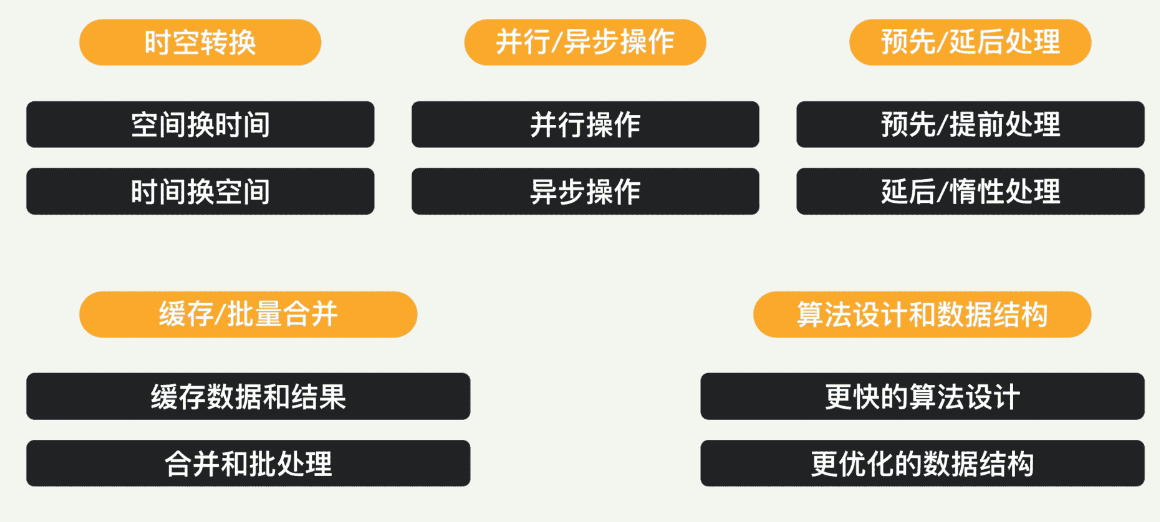 时空转换
并行/异步操作
预先/延后处理
空间换时间
并行操作
预先/提前处理
时间换空间
异步操作
延后/惰性处理
缓存/批量合并
算法设计和数据结构
缓存数据和结果
更快的算法设计
合并和批处理
更优化的数据结构